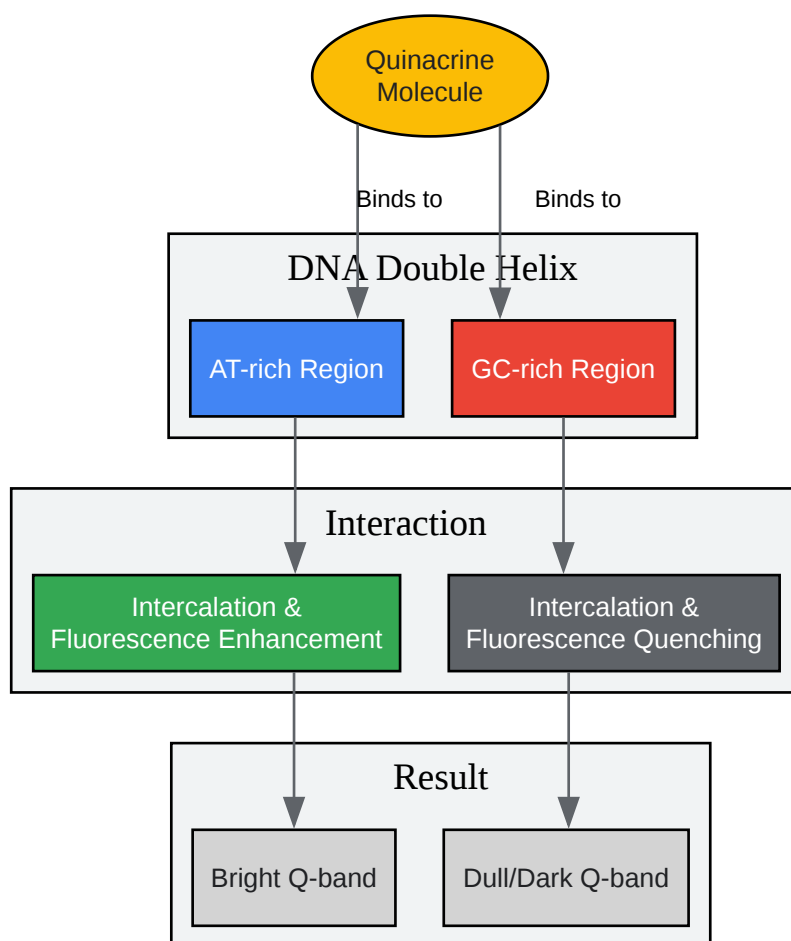 Quinacrine
Molecule
Binds to
Binds to
DNA Double Helix
AT-rich Region
GC-rich Region
Interaction
Intercalation &
Fluorescence Enhancement
Intercalation &
Fluorescence Quenching
Result
Bright Q-band
Dull/Dark Q-band